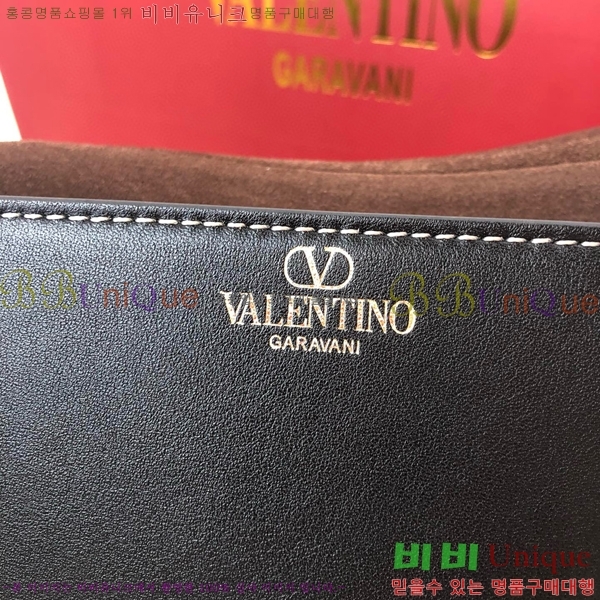 홍콩명품쇼핑몰 1위 비비유니크명품구매대행
VALENTINO
GARAVANI
V
VALENTINO
GARAVANI
BBUniQue
BBUniQue
비비 Unique
믿을수 있는 명품구매대행